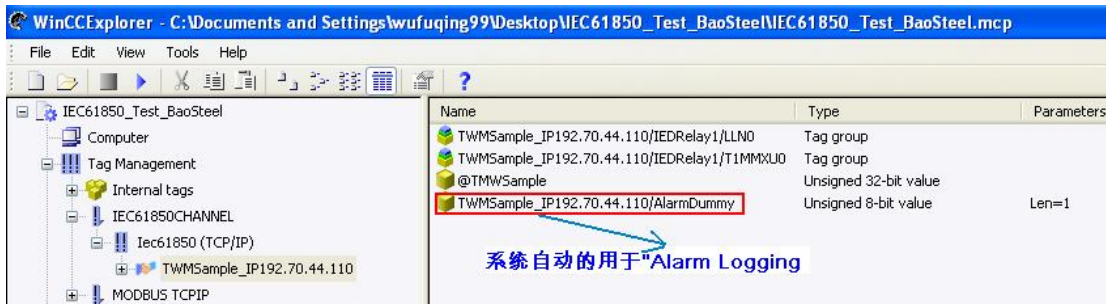 WinCCExplorer - C:\Documents and Settings\wufuqing99\Desktop\IEC61850_Test_BaoSteel\IEC61850_Test_BaoSteel.mcp
File Edit View Tools Help
IEC61850_Test_BaoSteel
Computer
Tag Management
Internal tags
IEC61850CHANNEL
Iec61850 (TCP/IP)
TWMSample_IP192.70.44.110
MODBUS TCPIP
Name Type Parameters
TWMSample_IP192.70.44.110/IEDRelay1/LLN0 Tag group
TWMSample_IP192.70.44.110/IEDRelay1/T1MMXU0 Tag group
@TMWSample Unsigned 32-bit value
TWMSample_IP192.70.44.110/AlarmDummy Unsigned 8-bit value Len=1
系统自动的用于"Alarm Logging